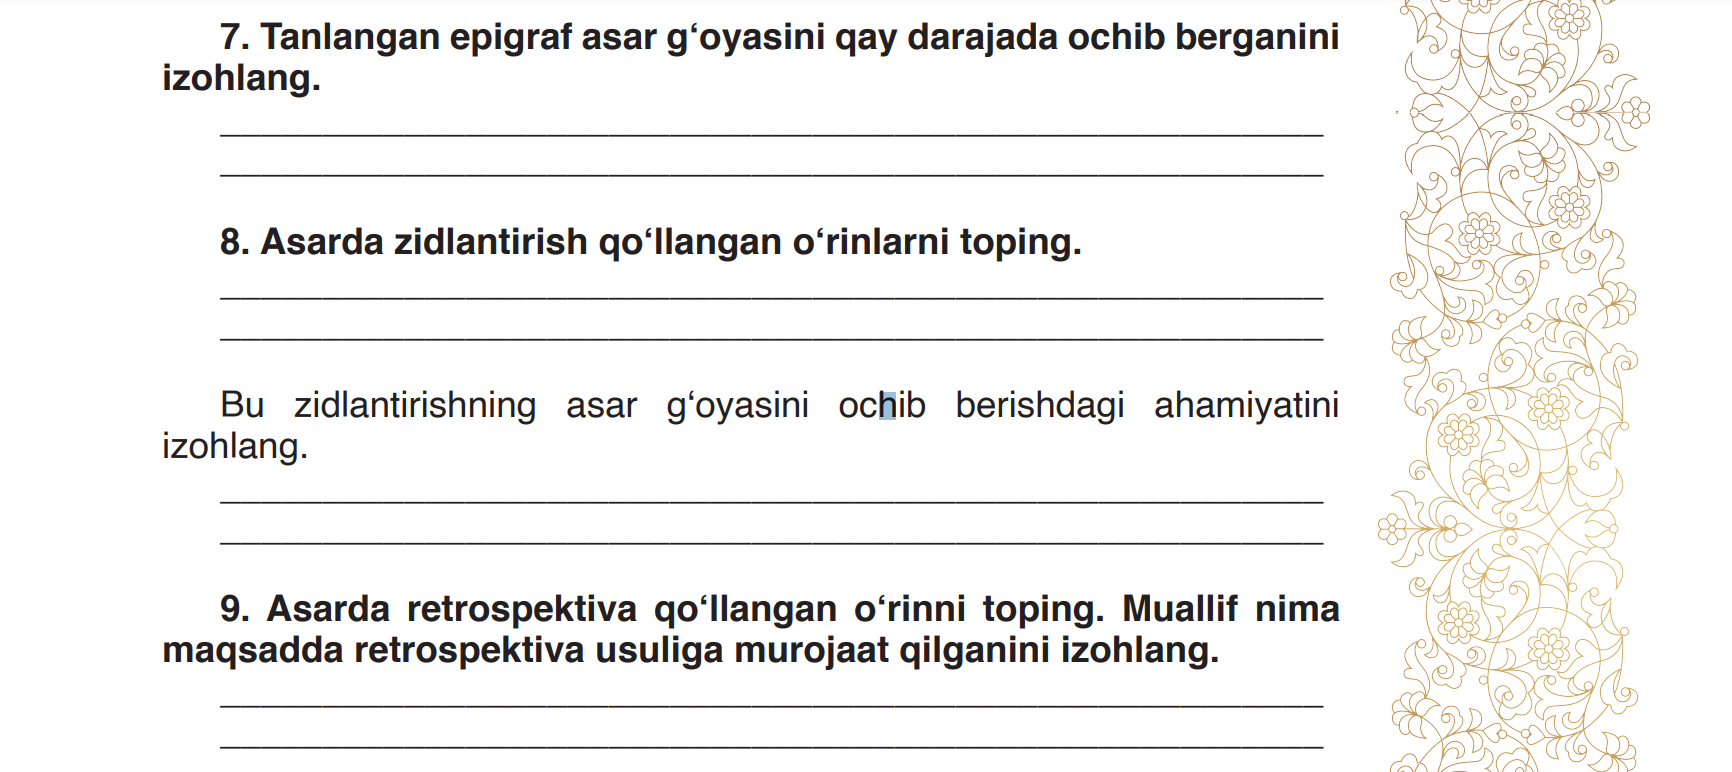 7. Tanlangan epigraf asar g‘oyasini qay darajada ochib berganini
izohlang.
8. Asarda zidlantirish qo‘llangan o‘rinlarni toping.
Bu zidlantirishning asar g‘oyasini ochib berishdagi ahamiyatini
izohlang.
9. Asarda retrospektiva qo‘llangan o‘rinni toping. Muallif nima
maqsadda retrospektiva usuliga murojaat qilganini izohlang.